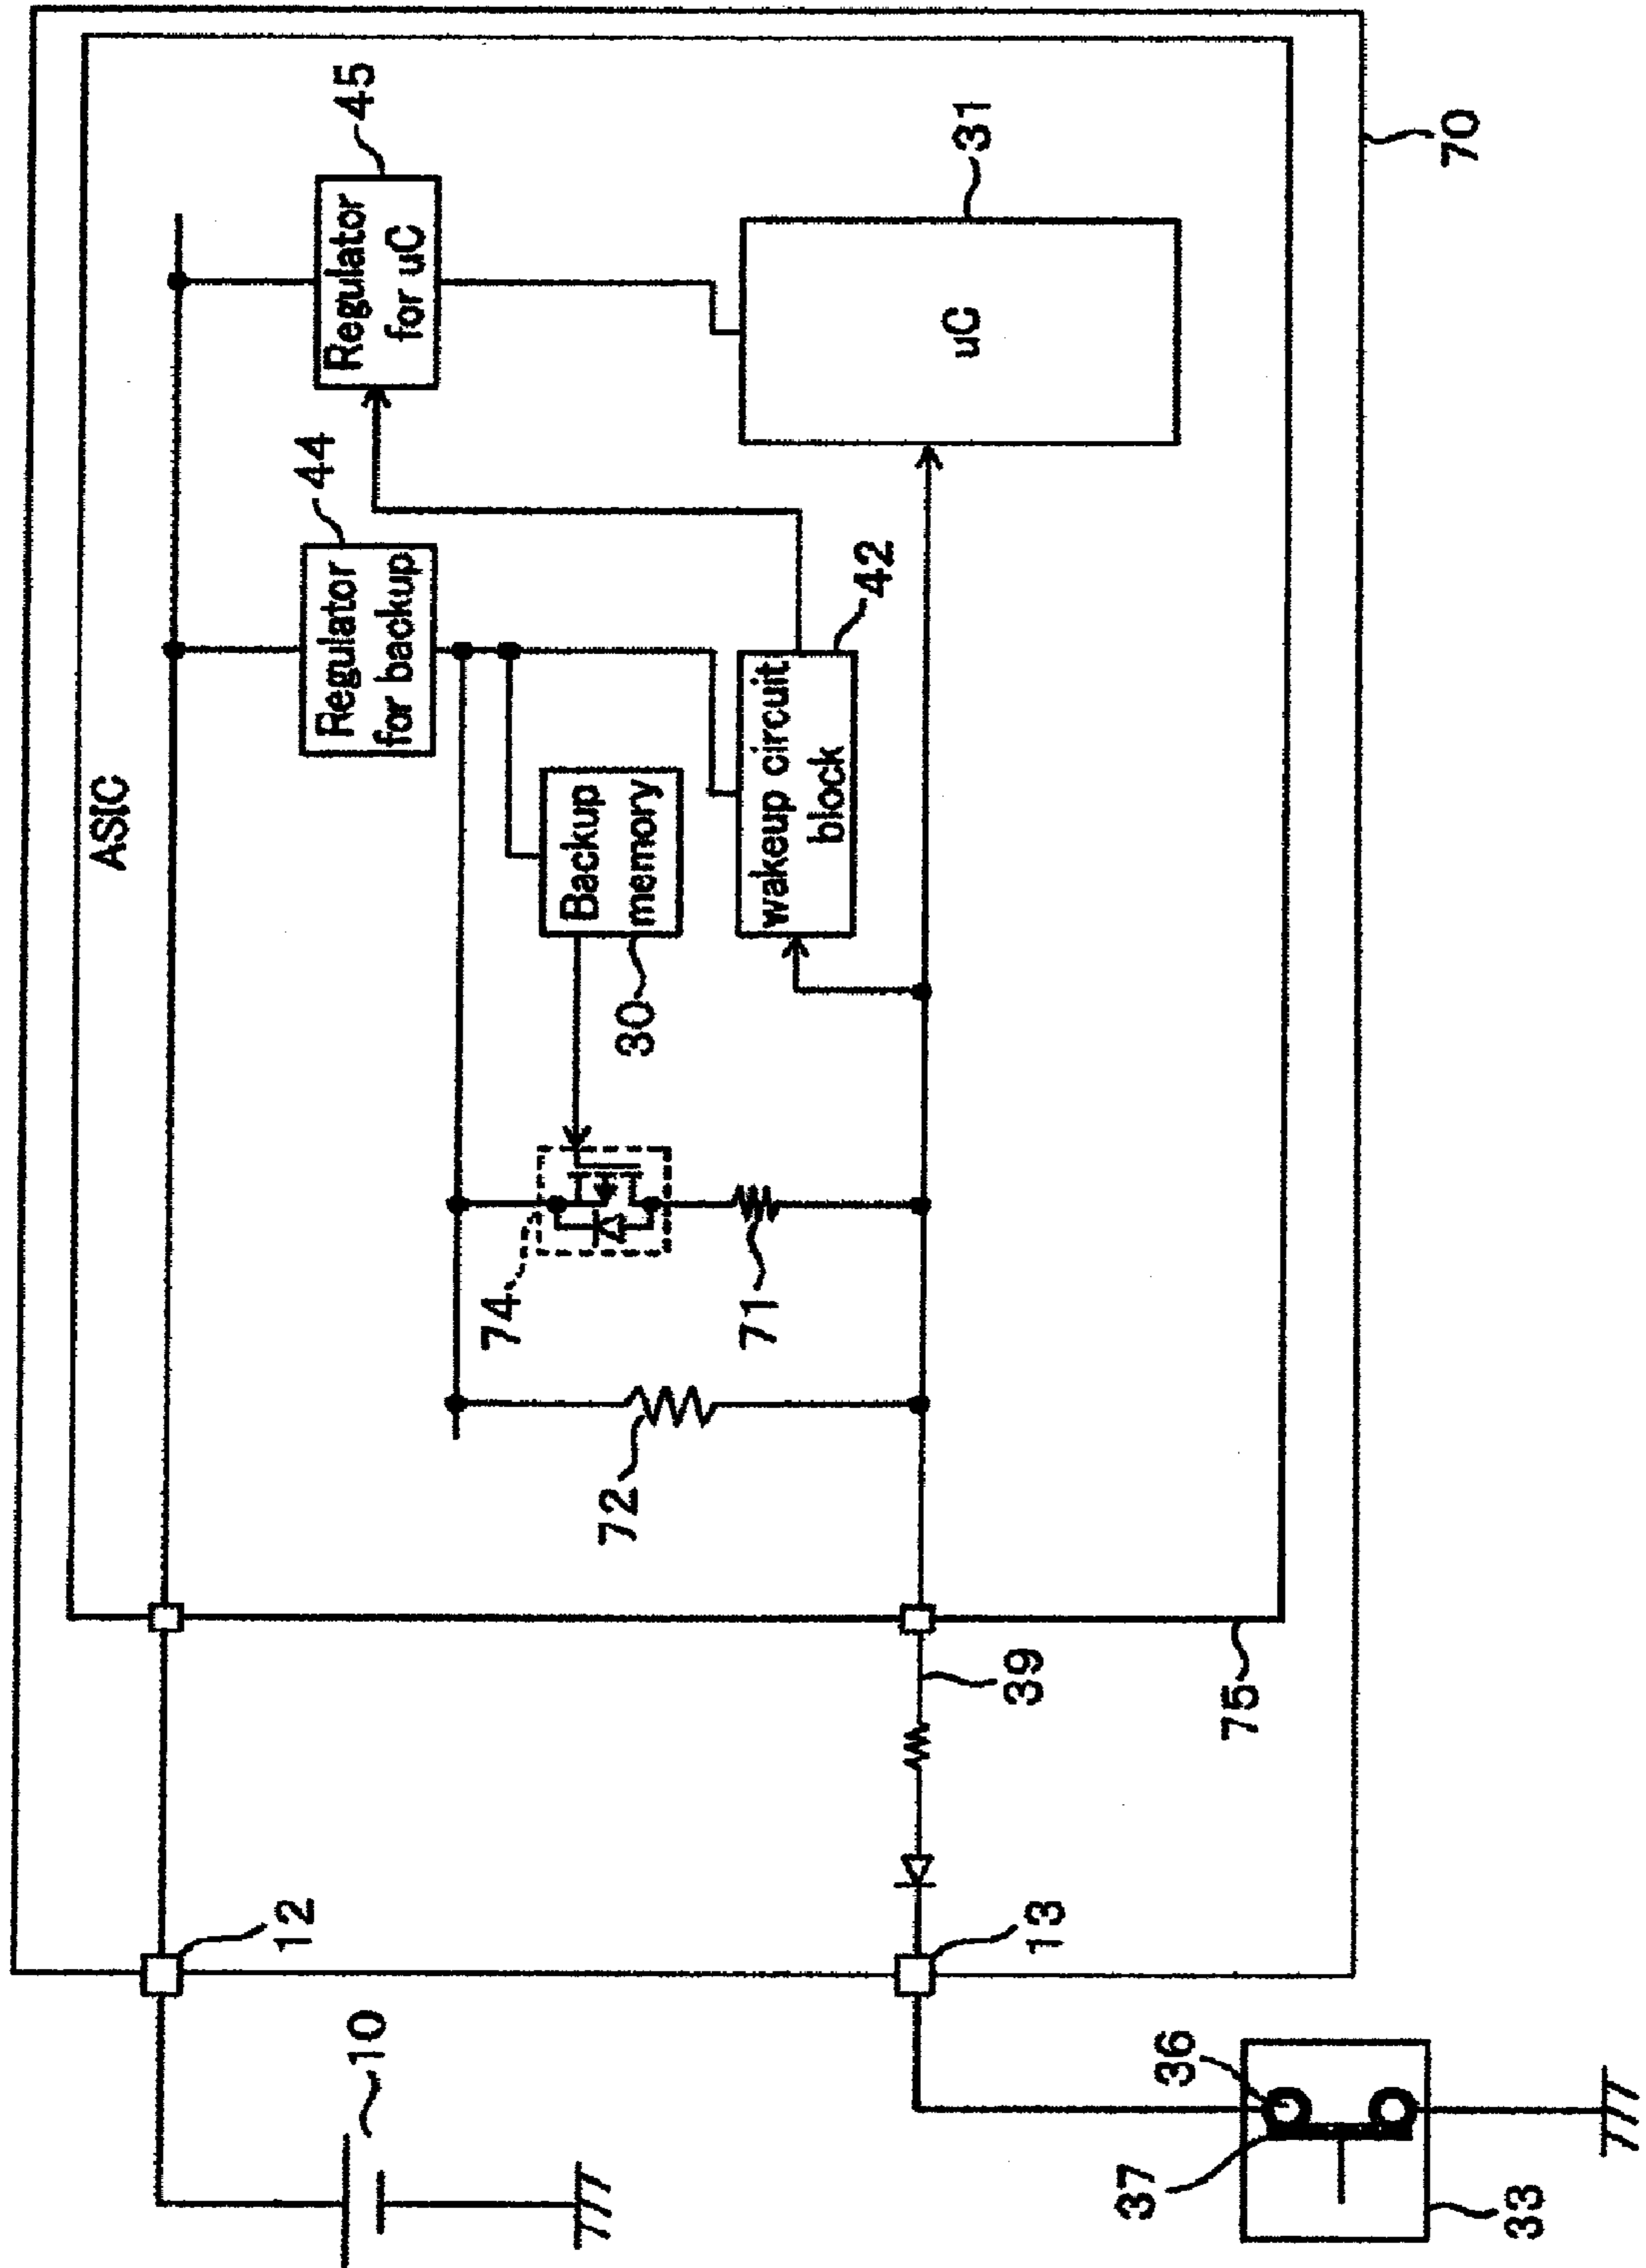 ASIC
45
Regulator
for uC
44
Regulator
for backup
31
uC
70
Backup
memory
30
42
wakeup circuit
block
74
71
72
39
75
12
13
10
36
37
33